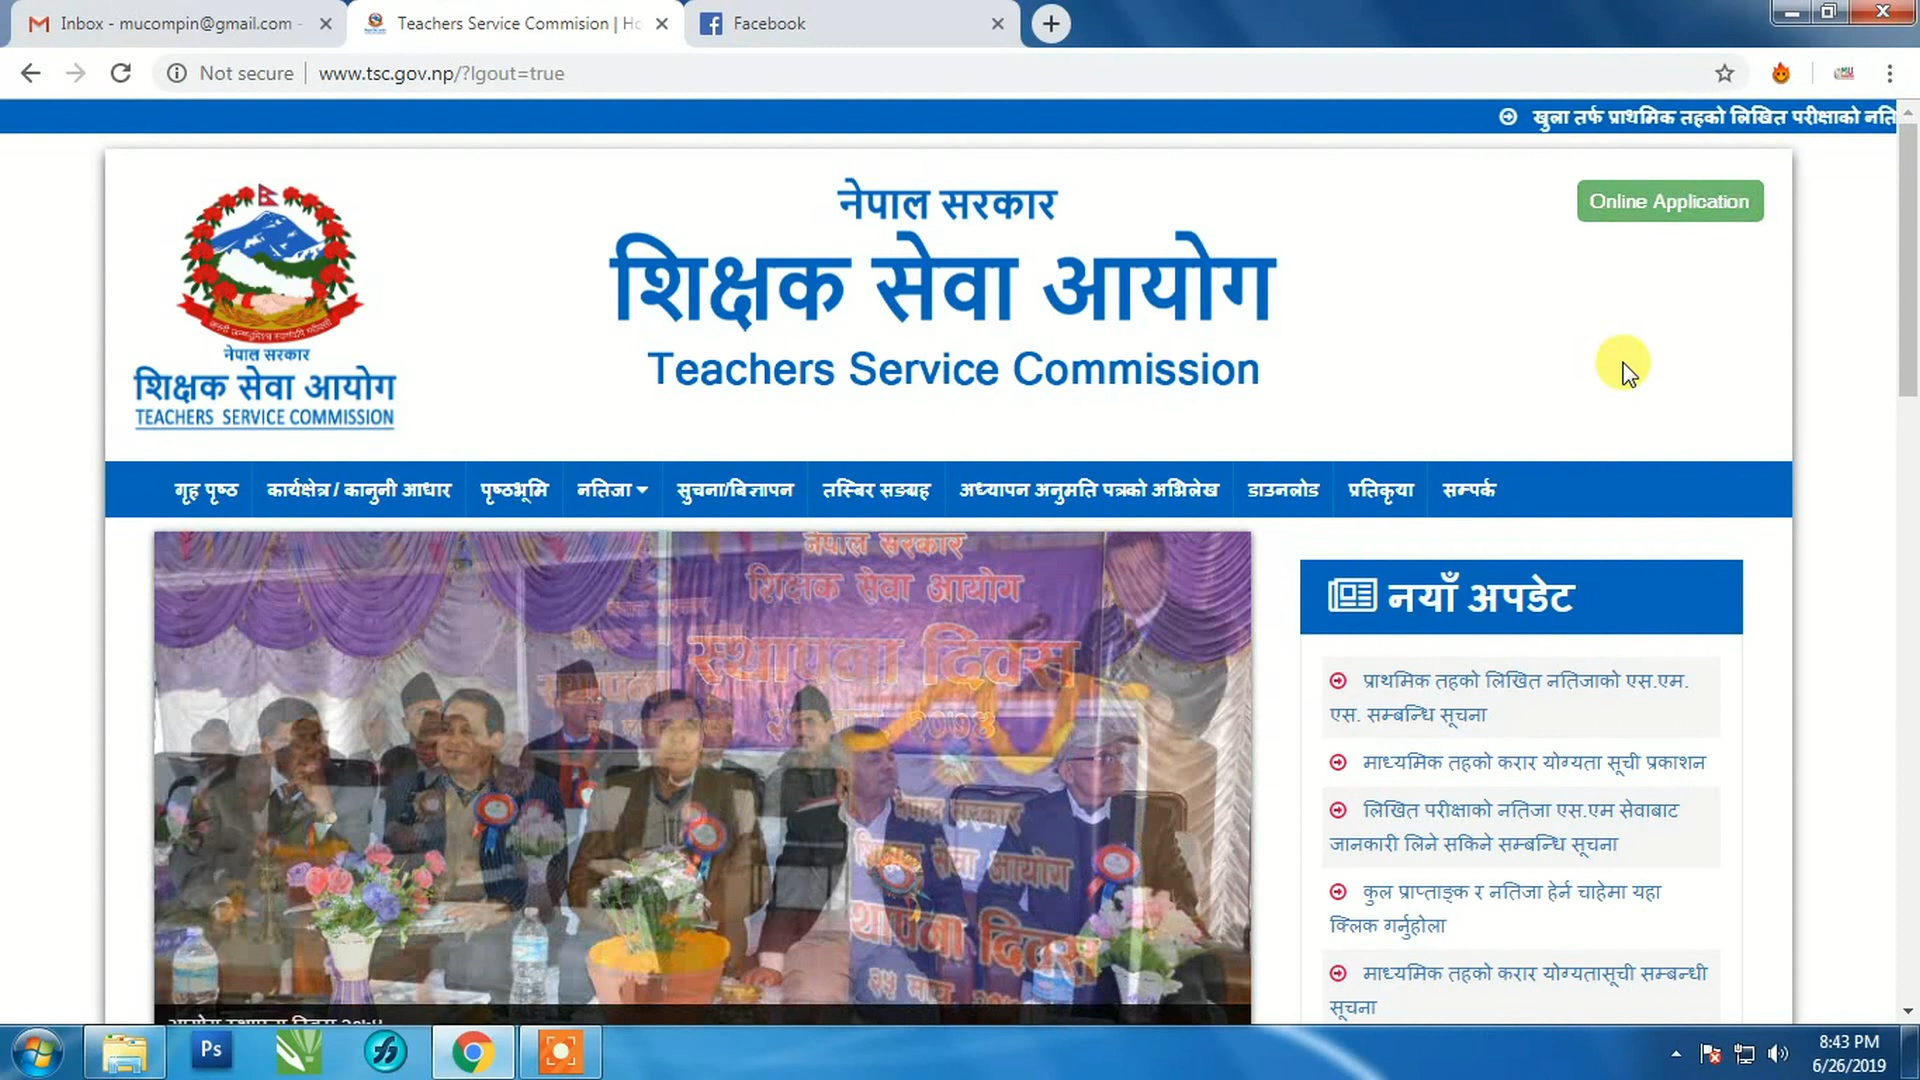 Inbox - mucompin@gmail.com -
Teachers Service Commision | Ho
Facebook
Not secure
www.tsc.gov.np/?lgout=true
खुल्ला तर्फ प्राथमिक तहको लिखित परीक्षाको नति
Online Application
नेपाल सरकार
शिक्षक सेवा आयोग
Teachers Service Commission
नेपाल सरकार
शिक्षक सेवा आयोग
TEACHERS SERVICE COMMISSION
गृह पृष्ठ
कार्यक्षेत्र / कानुनी आधार
पृष्ठभूमि
नतिजा
सुचना/बिज्ञापन
तस्बिर सङग्रह
अध्यापन अनुमति पत्रको अभिलेख
डाउनलोड
प्रतिकृया
सम्पर्क
नेपाल सरकार
शिक्षक सेवा आयोग
स्थापना दिवस
नयाँ अपडेट
प्राथमिक तहको लिखित नतिजाको एस.एम.
एस. सम्बन्धि सूचना
माध्यमिक तहको करार योग्यता सूची प्रकाशन
लिखित परीक्षाको नतिजा एस.एम सेवाबाट
जानकारी लिने सकिने सम्बन्धि सूचना
कुल प्राप्ताङ्क र नतिजा हेर्न चाहेमा यहा
क्लिक गर्नुहोला
माध्यमिक तहको करार योग्यतासूची सम्बन्धी
सूचना
Ps
8:43 PM
6/26/2019